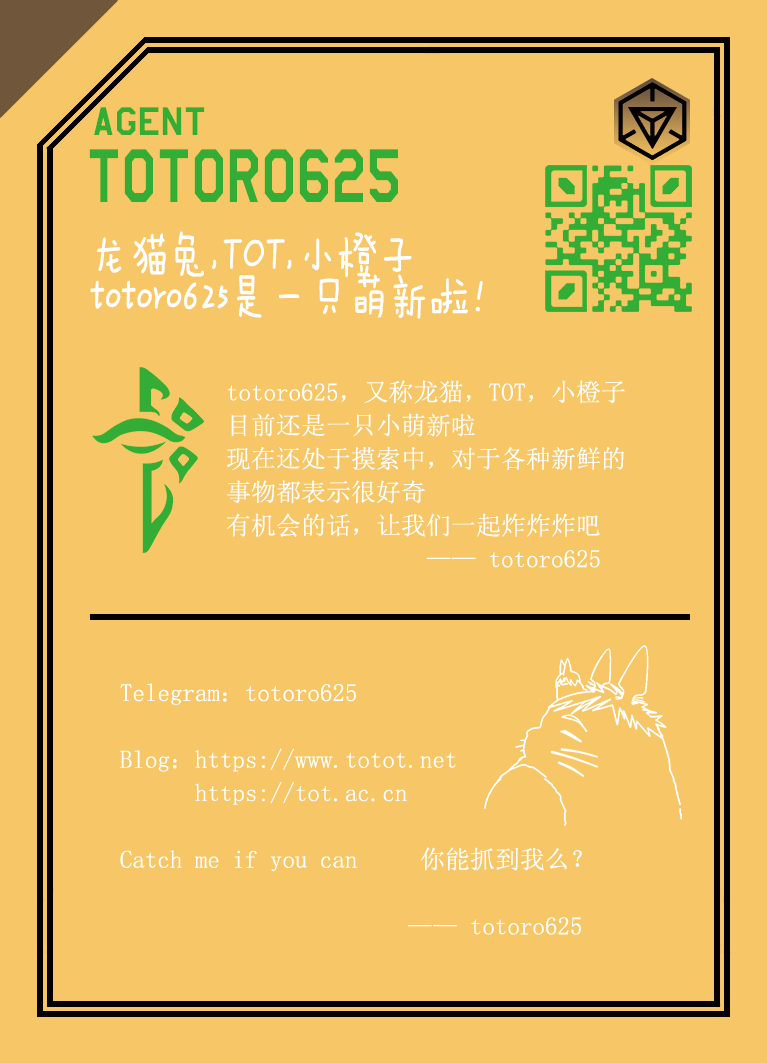 AGENT
TOTORO625
龙猫兔,TOT,小橙子
totoro625是一只萌新啦!
totoro625，又称龙猫，TOT，小橙子
目前还是一只小萌新啦
现在还处于摸索中，对于各种新鲜的
事物都表示很好奇
有机会的话，让我们一起炸炸炸吧
—— totoro625
Telegram：totoro625
Blog：https://www.totot.net
https://tot.ac.cn
Catch me if you can 你能抓到我么？
—— totoro625